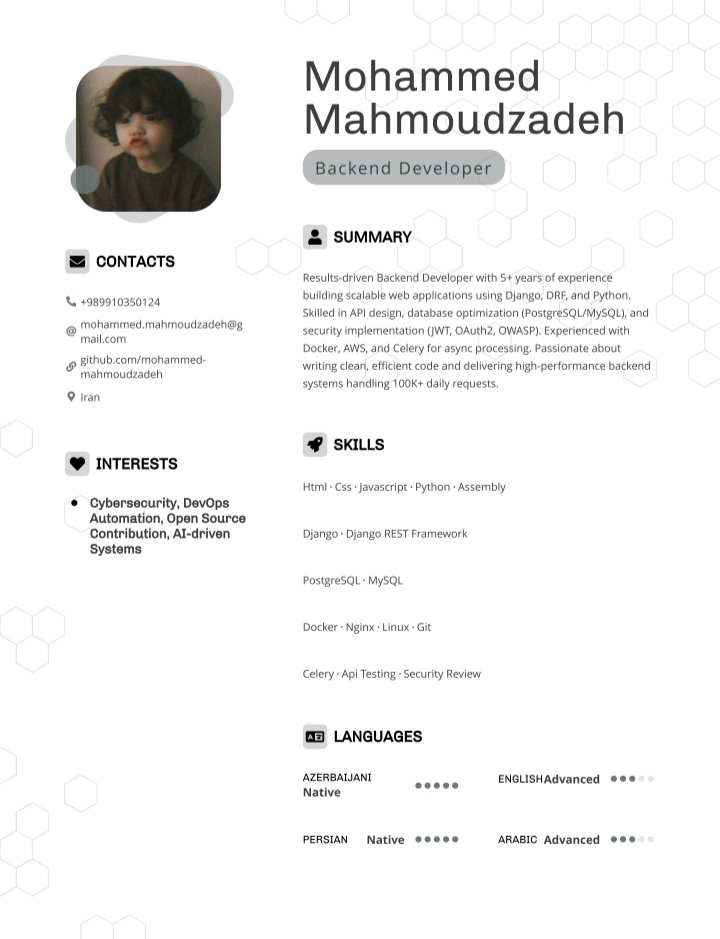 Mohammed
Mahmoudzadeh
Backend Developer
CONTACTS
+989910350124
mohammed.mahmoudzadeh@g
mail.com
github.com/mohammed-
mahmoudzadeh
Iran
INTERESTS
Cybersecurity, DevOps
Automation, Open Source
Contribution, AI-driven
Systems
SUMMARY
Results-driven Backend Developer with 5+ years of experience
building scalable web applications using Django, DRF, and Python.
Skilled in API design, database optimization (PostgreSQL/MySQL), and
security implementation (JWT, OAuth2, OWASP). Experienced with
Docker, AWS, and Celery for async processing. Passionate about
writing clean, efficient code and delivering high-performance backend
systems handling 100K+ daily requests.
SKILLS
Html · Css · Javascript · Python · Assembly
Django · Django REST Framework
PostgreSQL · MySQL
Docker · Nginx · Linux · Git
Celery · Api Testing · Security Review
LANGUAGES
AZERBAIJANI
Native
ENGLISH Advanced
PERSIAN Native
ARABIC Advanced